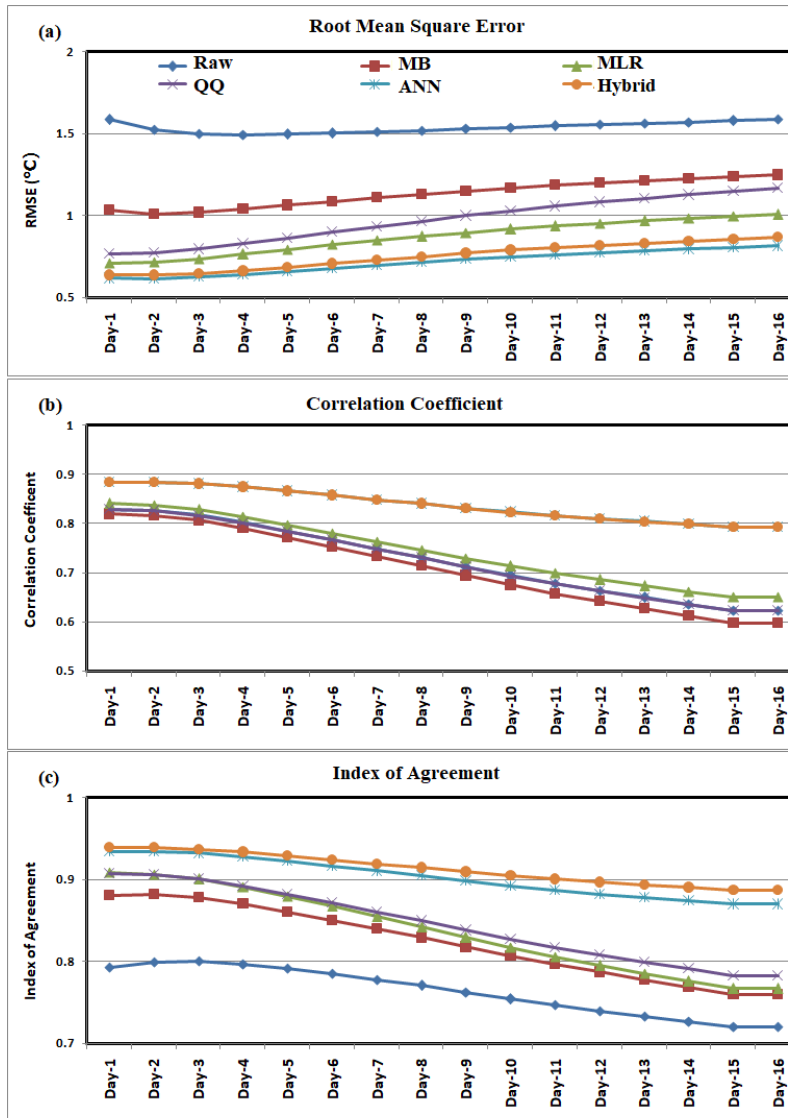 (a) Root Mean Square Error
2
Raw MB MLR
QQ ANN Hybrid
1.5
1
0.5
RMSE (°C)
Day-1 Day-2 Day-3 Day-4 Day-5 Day-6 Day-7 Day-8 Day-9 Day-10 Day-11 Day-12 Day-13 Day-14 Day-15 Day-16
(b) Correlation Coefficient
1
0.9
0.8
0.7
0.6
0.5
Correlation Coefficent
Day-1 Day-2 Day-3 Day-4 Day-5 Day-6 Day-7 Day-8 Day-9 Day-10 Day-11 Day-12 Day-13 Day-14 Day-15 Day-16
(c) Index of Agreement
1
0.9
0.8
0.7
Index of Agreement
Day-1 Day-2 Day-3 Day-4 Day-5 Day-6 Day-7 Day-8 Day-9 Day-10 Day-11 Day-12 Day-13 Day-14 Day-15 Day-16